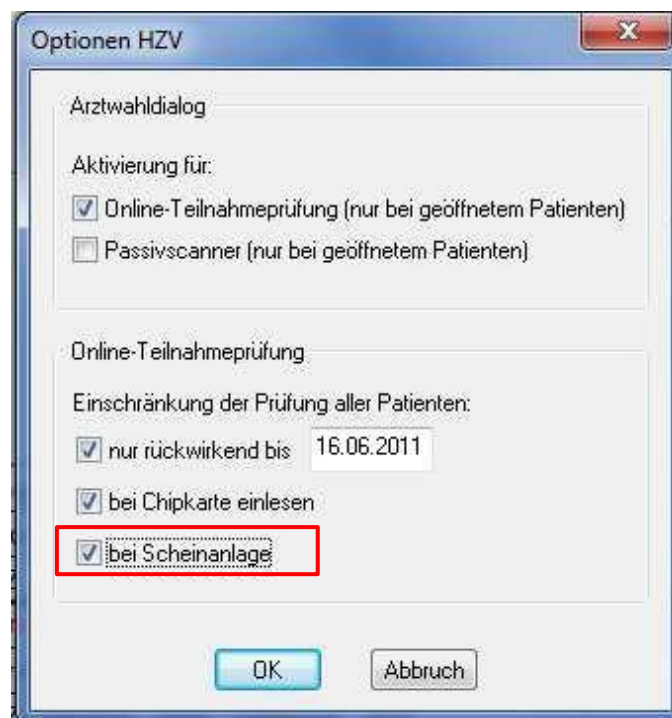 Optionen HZV
Arztwahldialog
Aktivierung für:
Online-Teilnahmeprüfung (nur bei geöffnetem Patienten)
Passivscanner (nur bei geöffnetem Patienten)
Online-Teilnahmeprüfung
Einschränkung der Prüfung aller Patienten:
nur rückwirkend bis 16.06.2011
bei Chipkarte einlesen
bei Scheinanlage
OK Abbruch